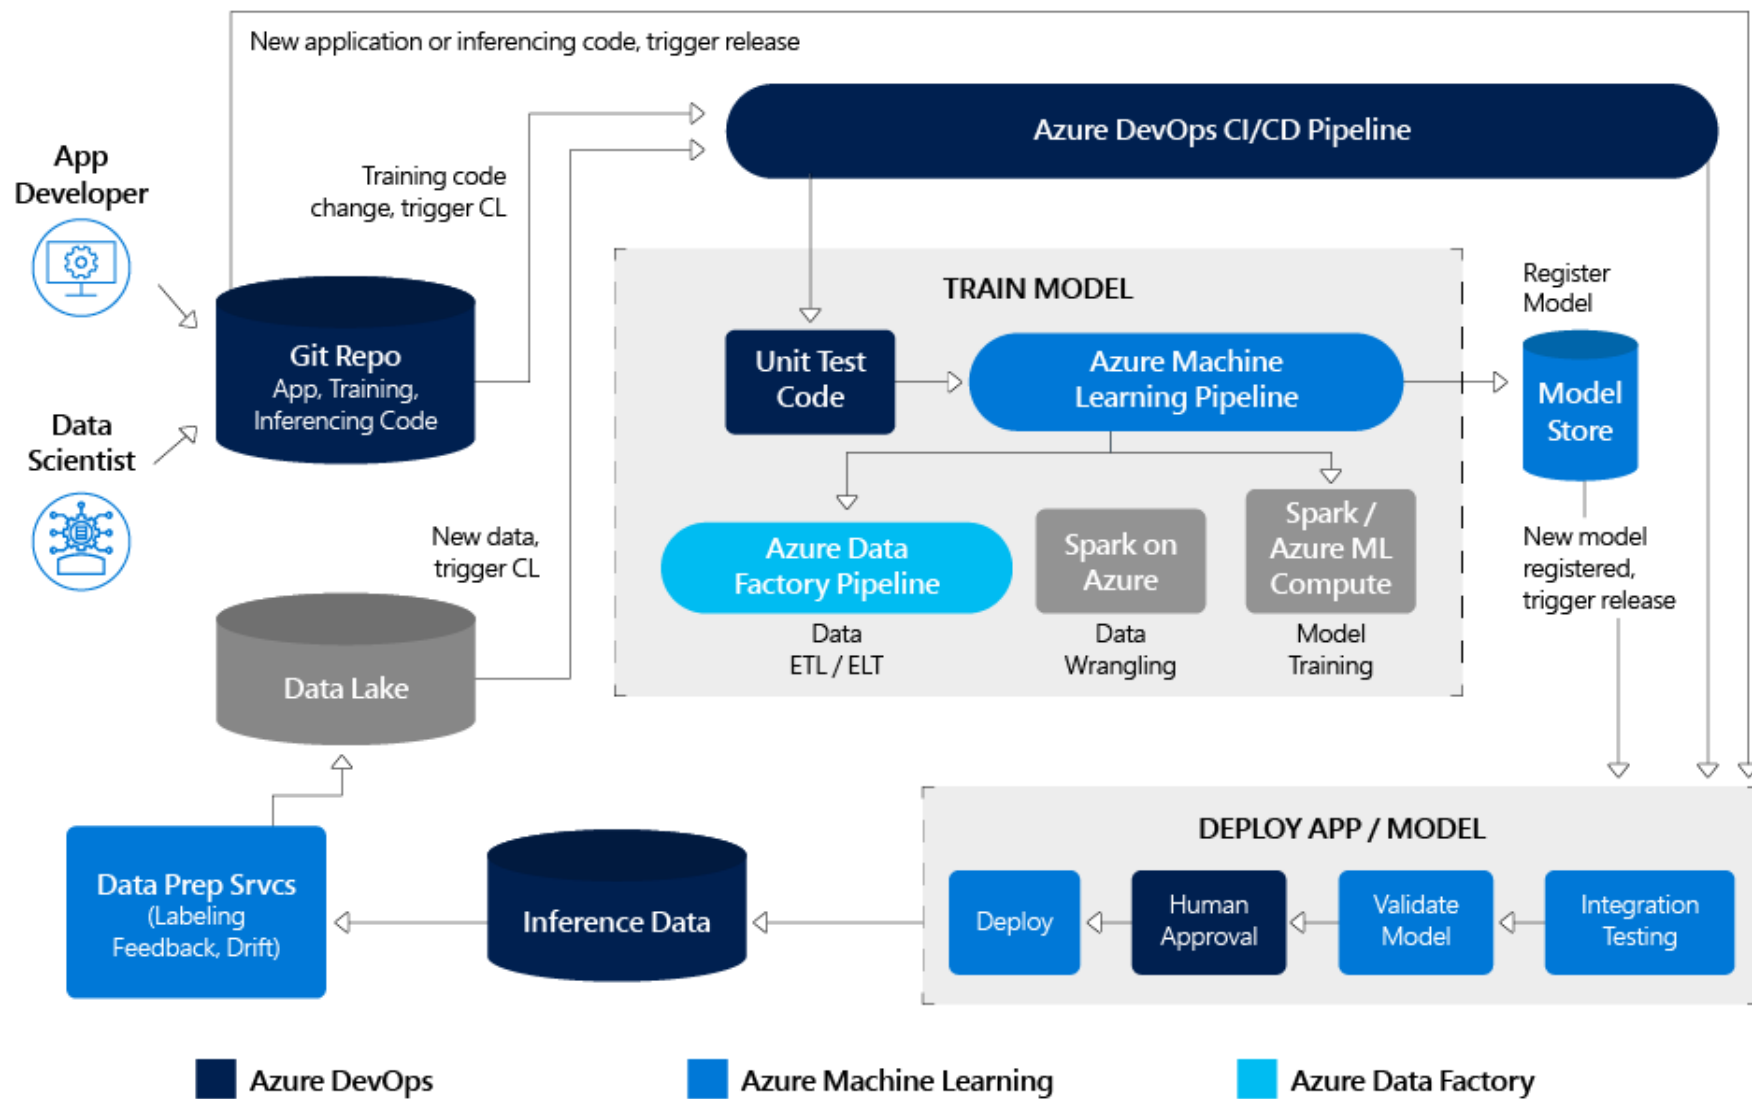 New application or inferencing code, trigger release
Azure DevOps CI/CD Pipeline
App
Developer
Training code
change, trigger CL
TRAIN MODEL
Register
Model
Git Repo
App, Training,
Inferencing Code
Unit Test
Code
Azure Machine
Learning Pipeline
Model
Store
Data
Scientist
New data,
trigger CL
Azure Data
Factory Pipeline
Spark on
Azure
Spark /
Azure ML
Compute
New model
registered,
trigger release
Data
ETL / ELT
Data
Wrangling
Model
Training
Data Lake
DEPLOY APP / MODEL
Data Prep Srvcs
(Labeling
Feedback, Drift)
Inference Data
Deploy
Human
Approval
Validate
Model
Integration
Testing
Azure DevOps
Azure Machine Learning
Azure Data Factory